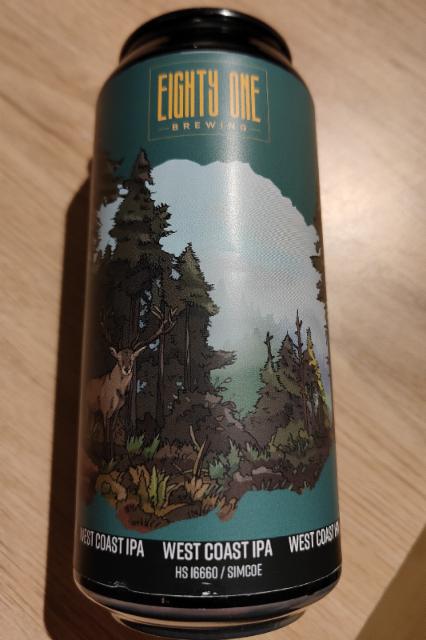 EIGHTY ONE
BREWING
WEST COAST IPA WEST COAST IPA WEST COAST IPA
HS 16660 / SIMCOE